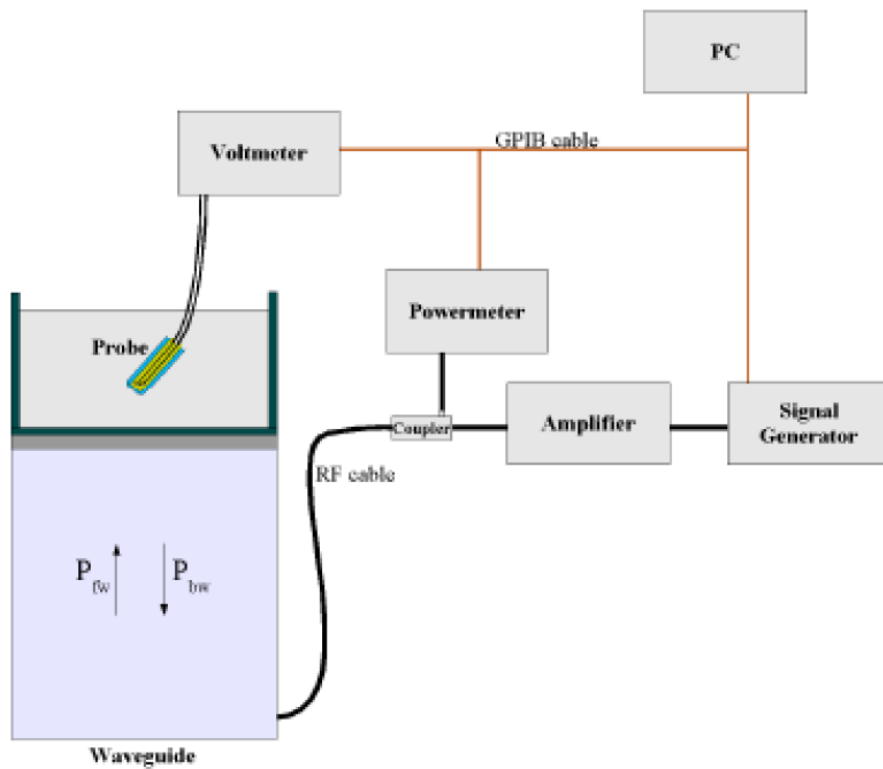 PC
GPIB cable
Voltmeter
Powermeter
Probe
Coupler
Amplifier
Signal
Generator
RF cable
P fw
P bw
Waveguide